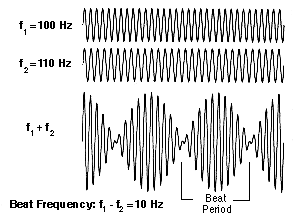 f₁ = 100 Hz
f₂ = 110 Hz
f₁ + f₂
Beat
Period
Beat Frequency: f₁ - f₂ = 10 Hz